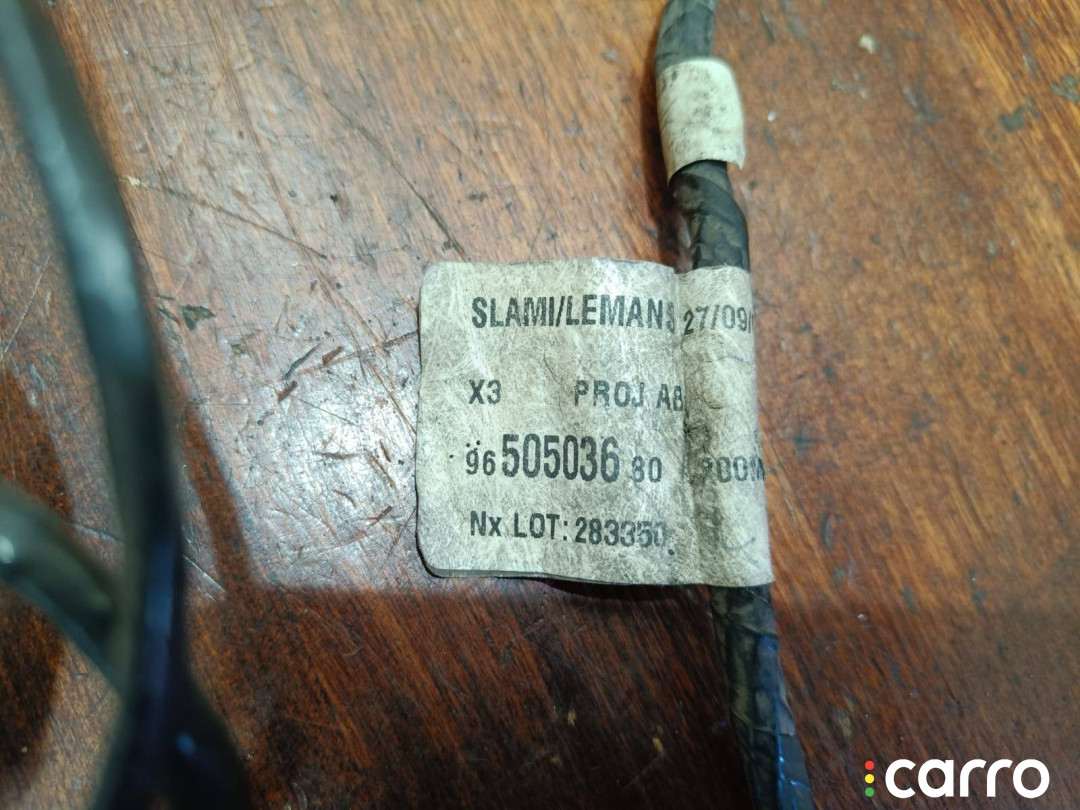 SLAMI/LEMANS 27/09/
X3 PROJ A8
96 505036 80
Nx LOT: 283350
carro